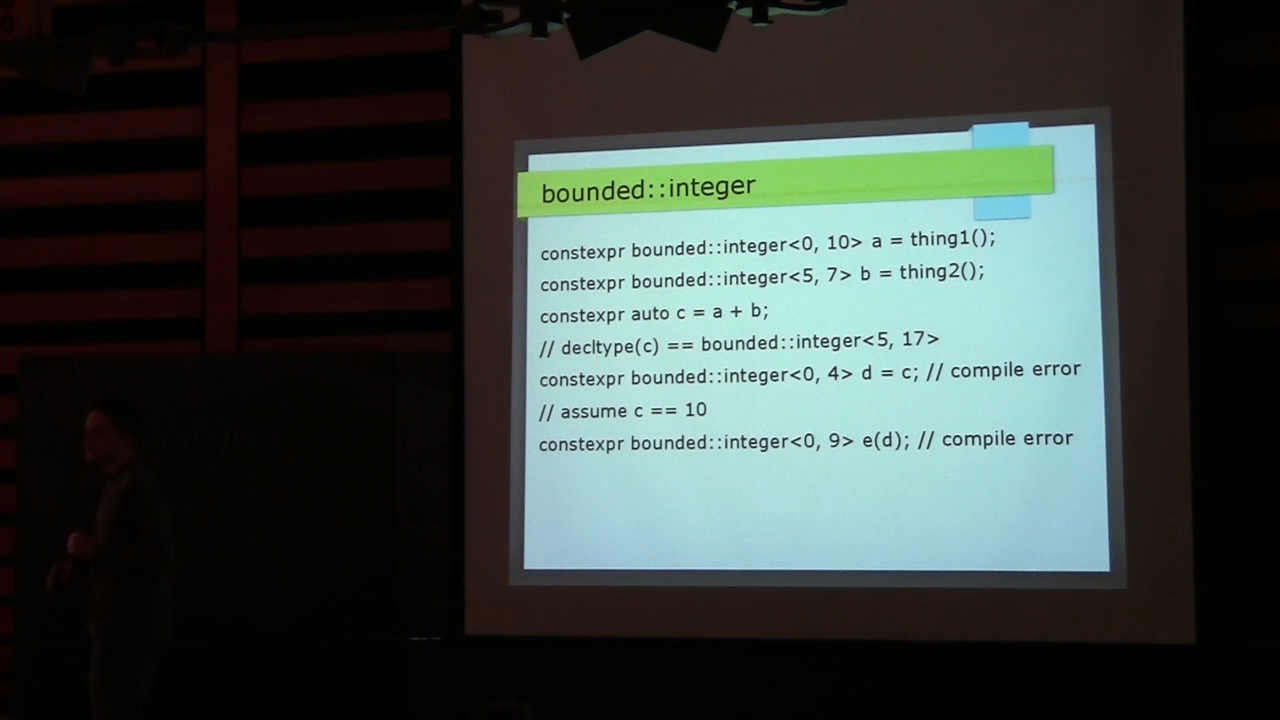 bounded::integer
constexpr bounded::integer<0, 10> a = thing1();
constexpr bounded::integer<5, 7> b = thing2();
constexpr auto c = a + b;
// decltype(c) == bounded::integer<5, 17>
constexpr bounded::integer<0, 4> d = c; // compile error
// assume c == 10
constexpr bounded::integer<0, 9> e(d); // compile error